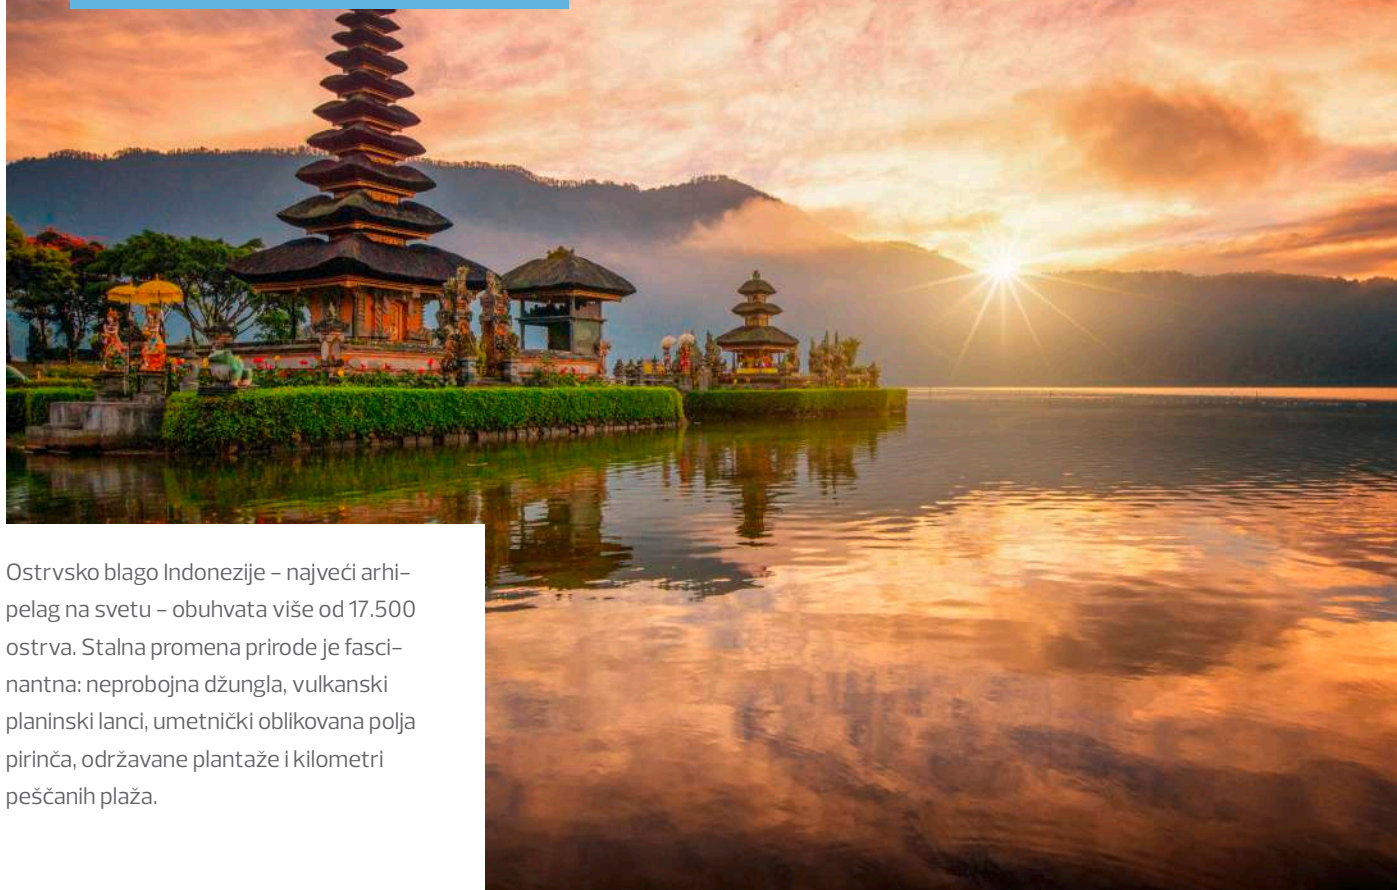 Ostrvsko blago Indonezije – najveći arhi-
pelag na svetu – obuhvata više od 17.500
ostrva. Stalna promena prirode je fasci-
nantna: neprobojna džungla, vulkanski
planinski lanci, umetnički oblikovana polja
pirinča, održavane plantaže i kilometri
peščanih plaža.